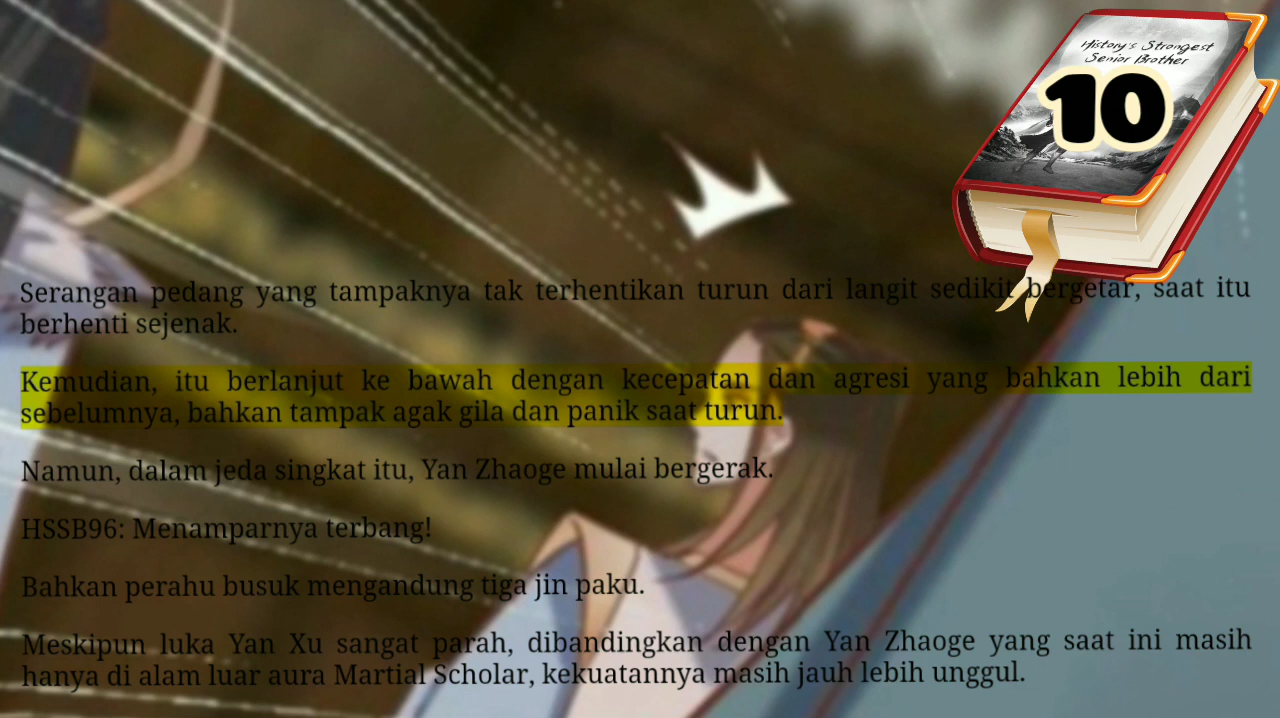 History's Strongest
Senior Brother
10
Serangan pedang yang tampaknya tak terhentikan turun dari langit sedikit bergetar, saat itu
berhenti sejenak.
Kemudian, itu berlanjut ke bawah dengan kecepatan dan agresi yang bahkan lebih dari
sebelumnya, bahkan tampak agak gila dan panik saat turun.
Namun, dalam jeda singkat itu, Yan Zhaoge mulai bergerak.
HSSB96: Menamparnya terbang!
Bahkan perahu busuk mengandung tiga jin paku.
Meskipun luka Yan Xu sangat parah, dibandingkan dengan Yan Zhaoge yang saat ini masih
hanya di alam luar aura Martial Scholar, kekuatannya masih jauh lebih unggul.